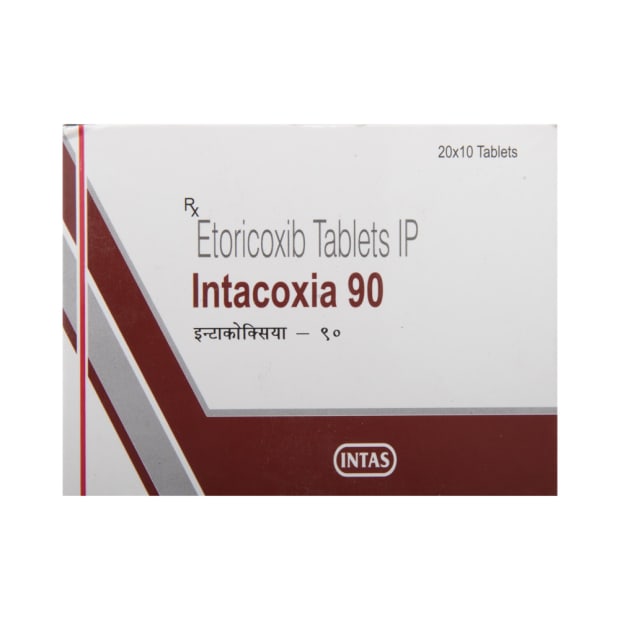 20x10 Tablets
Rx
Etoricoxib Tablets IP
Intacoxia 90
इन्टाकोक्सिया – ९०
INTAS